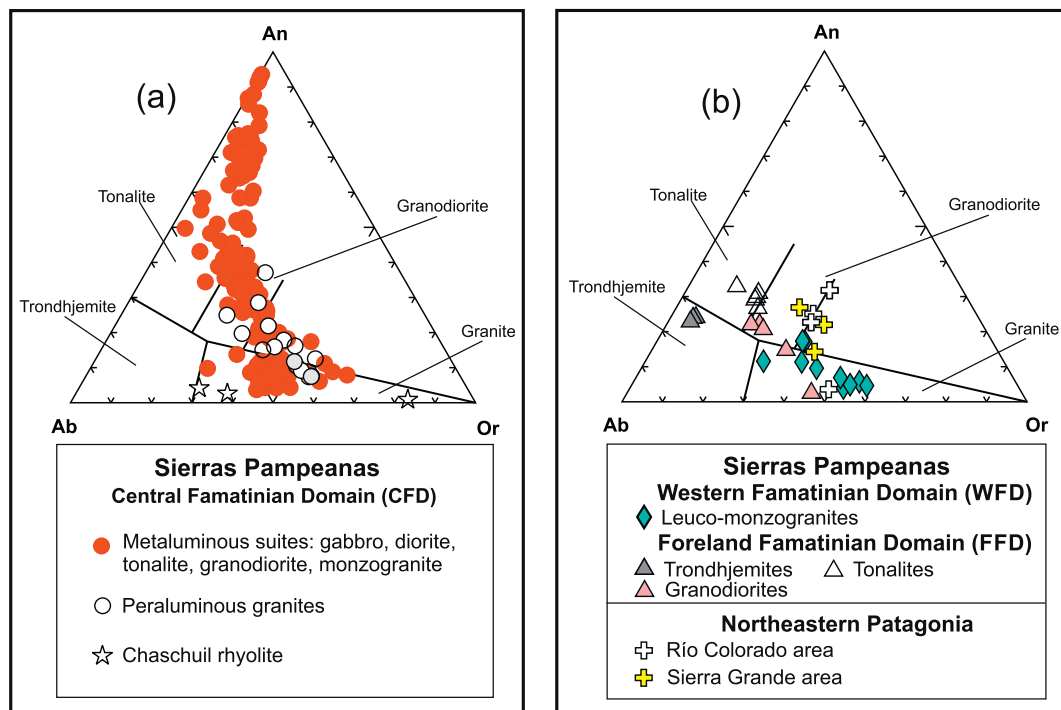 An
(a)
Tonalite
Granodiorite
Trondhjemite
Granite
Ab
Or
Sierras Pampeanas
Central Famatinian Domain (CFD)
Metaluminous suites: gabbro, diorite,
tonalite, granodiorite, monzogranite
Peraluminous granites
Chaschuil rhyolite
An
(b)
Tonalite
Granodiorite
Trondhjemite
Granite
Ab
Or
Sierras Pampeanas
Western Famatinian Domain (WFD)
Leuco-monzogranites
Foreland Famatinian Domain (FFD)
Trondhjemites Tonalites
Granodiorites
Northeastern Patagonia
Río Colorado area
Sierra Grande area